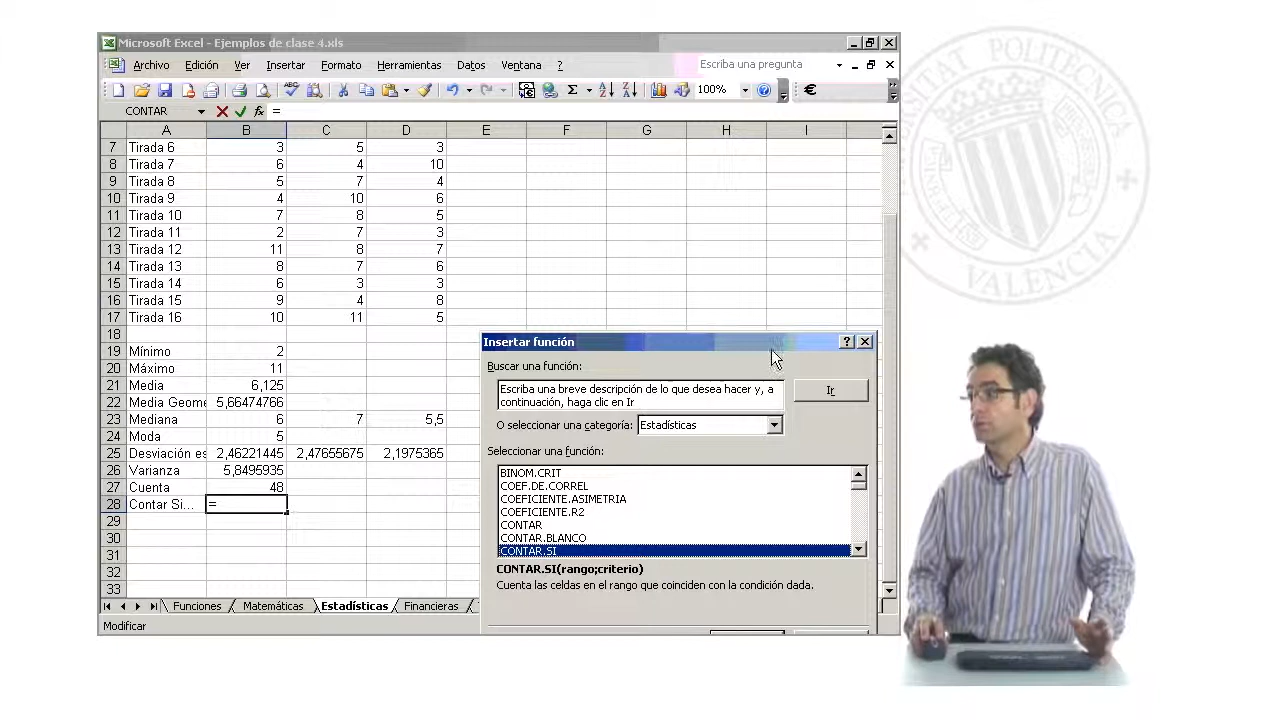 Microsoft Excel - Ejemplos de clase 4.xls
Archivo Edición Ver Insertar Formato Herramientas Datos Ventana ? Escriba una pregunta
Σ 100% €
CONTAR =
A B C D E F G H I
7 Tirada 6 3 5 3
8 Tirada 7 6 4 10
9 Tirada 8 5 7 4
10 Tirada 9 4 10 6
11 Tirada 10 7 8 5
12 Tirada 11 2 7 3
13 Tirada 12 11 8 7
14 Tirada 13 8 7 6
15 Tirada 14 6 3 3
16 Tirada 15 9 4 8
17 Tirada 16 10 11 5
18
19 Mínimo 2
20 Máximo 11
21 Media 6,125
22 Media Geome 5,66474766
23 Mediana 6 7 5,5
24 Moda 5
25 Desviación es 2,46221445 2,47655675 2,1975365
26 Varianza 5,8495935
27 Cuenta 48
28 Contar Si... =
29
30
31
32
33
Funciones Matemáticas Estadísticas Financieras
Modificar
Insertar función
Buscar una función:
Escriba una breve descripción de lo que desea hacer y, a
continuación, haga clic en Ir
Ir
O seleccionar una categoría: Estadísticas
Seleccionar una función:
BINOM.CRIT
COEF.DE.CORREL
COEFICIENTE.ASIMETRIA
COEFICIENTE.R2
CONTAR
CONTAR.BLANCO
CONTAR.SI
CONTAR.SI(rango;criterio)
Cuenta las celdas en el rango que coinciden con la condición dada.
POLITECNICA
VALENCIA